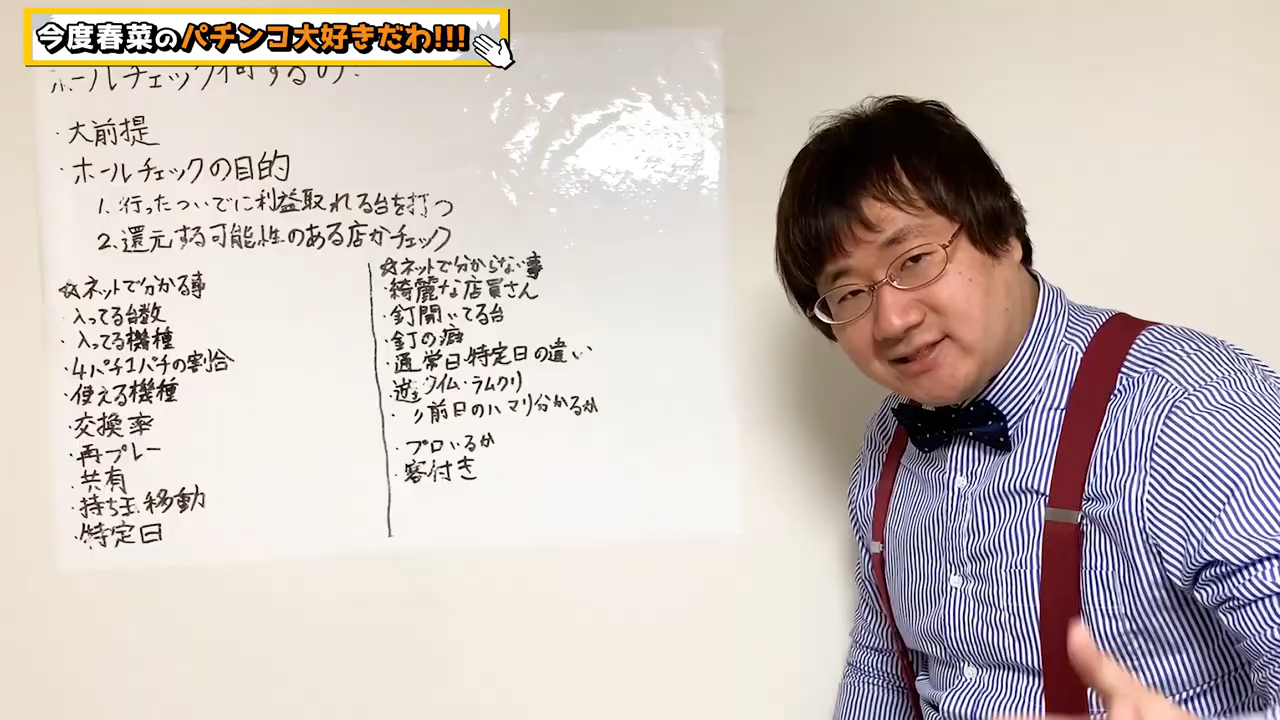 今度春菜のパチンコ大好きだわ!!!
ホールチェック何するの?
・大前提
・ホールチェックの目的
1. 行ったついでに利益取れる台を打つ
2. 還元する可能性のある店かチェック
☆ネットで分かる事
・入ってる台数
・入ってる機種
・4パチ1パチの割合
・使える機種
・交換率
・再プレー
・共有
・持ち玉移動
・特定日
☆ネットで分からない事
・綺麗な店員さん
・釘開いてる台
・釘の癖
・通常日・特定日の違い
・遊タイム・ラムクリ
・〃前日のハマリ分かるか
・プロいるか
・客付き